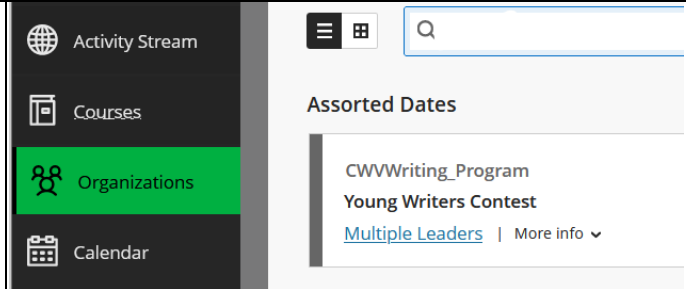 Activity Stream
Courses
Organizations
Calendar
Assorted Dates
CWVWriting_Program
Young Writers Contest
Multiple Leaders | More info